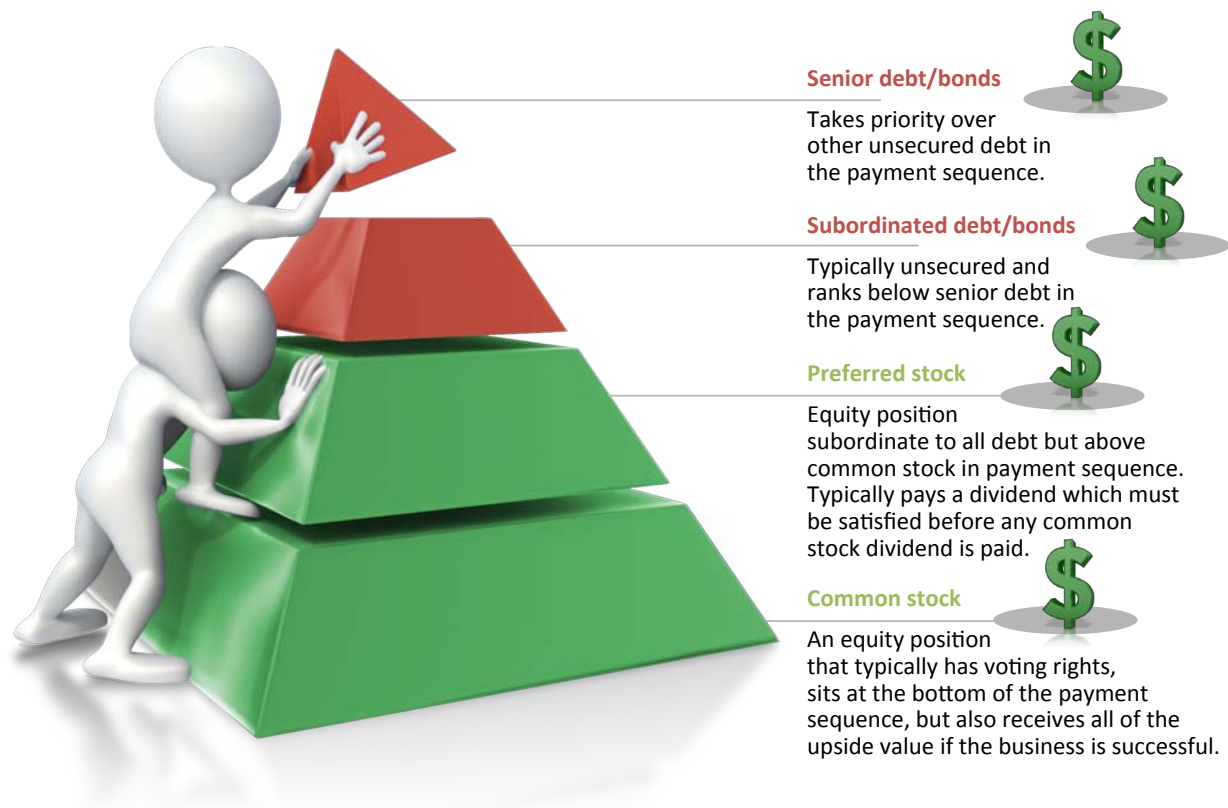 Senior debt/bonds
Takes priority over
other unsecured debt in
the payment sequence.
Subordinated debt/bonds
Typically unsecured and
ranks below senior debt in
the payment sequence.
Preferred stock
Equity position
subordinate to all debt but above
common stock in payment sequence.
Typically pays a dividend which must
be satisfied before any common
stock dividend is paid.
Common stock
An equity position
that typically has voting rights,
sits at the bottom of the payment
sequence, but also receives all of the
upside value if the business is successful.